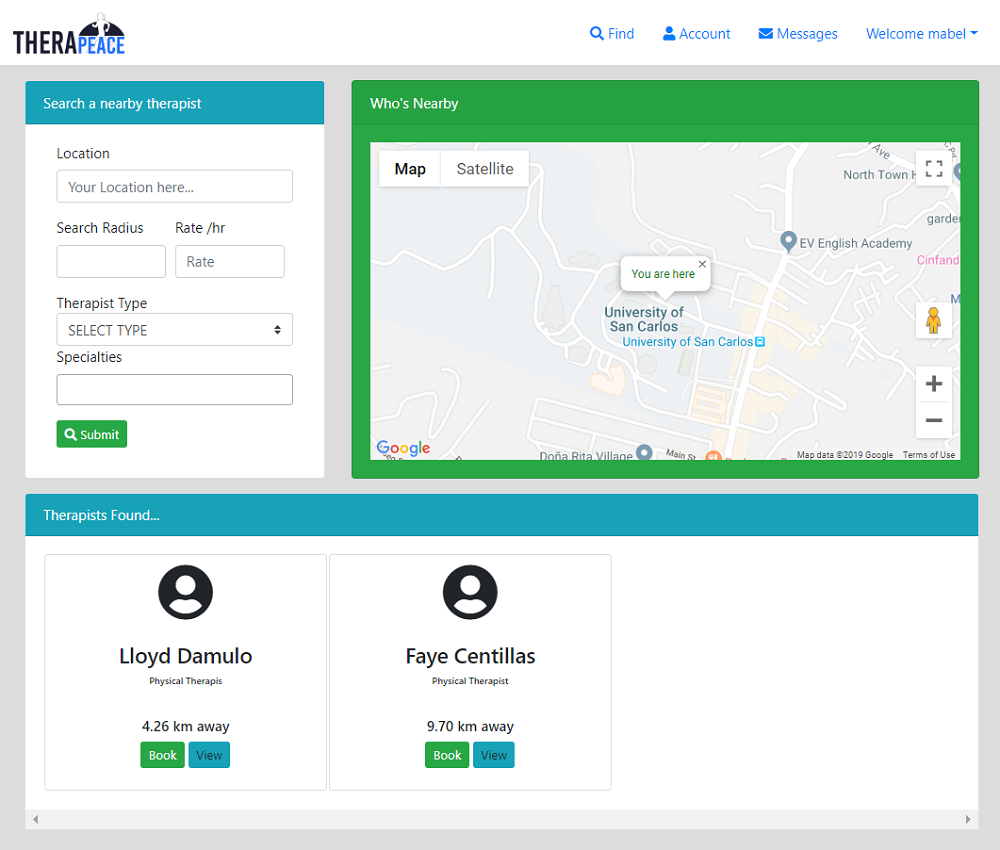 THERAPEACE
Find
Account
Messages
Welcome mabel
Search a nearby therapist
Location
Your Location here...
Search Radius
Rate /hr
Rate
Therapist Type
SELECT TYPE
Specialties
Submit
Who's Nearby
Map
Satellite
Ave
North Town
garde
EV English Academy
Cinfand
You are here
University of
San Carlos
University of San Carlos
M
Google
Doña Rita Village
Main St
Map data ©2019 Google
Terms of Use
Therapists Found...
Lloyd Damulo
Physical Therapis
4.26 km away
Book
View
Faye Centillas
Physical Therapist
9.70 km away
Book
View